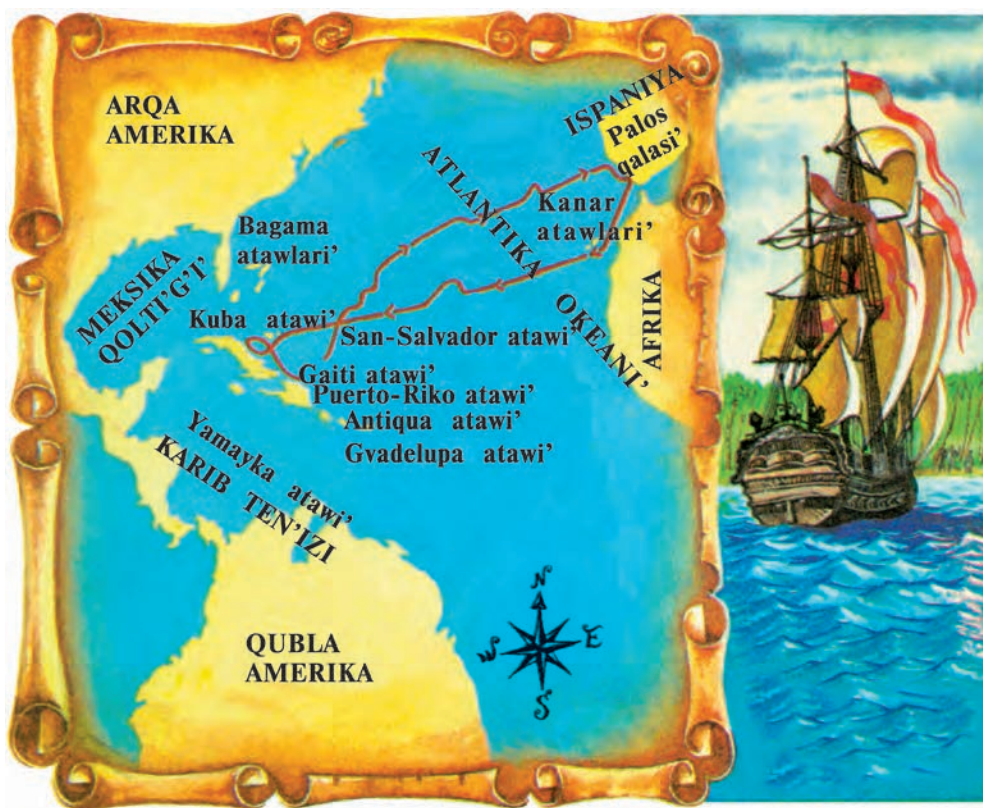 ARQA
AMERIKA
ISPANIYA
Palos
qalasi’
ATLANTIKA
OKEANI’
Kanar
atawlari’
Bagama
atawlari’
MEKSIKA
QOLTI’G’I’
AFRIKA
Kuba atawi’
San-Salvador atawi’
Gaiti atawi’
Puerto-Riko atawi’
Antiqua atawi’
Gvadelupa atawi’
Yamayka atawi’
KARIB TEN’IZI
QUBLA
AMERIKA
N
W E
S